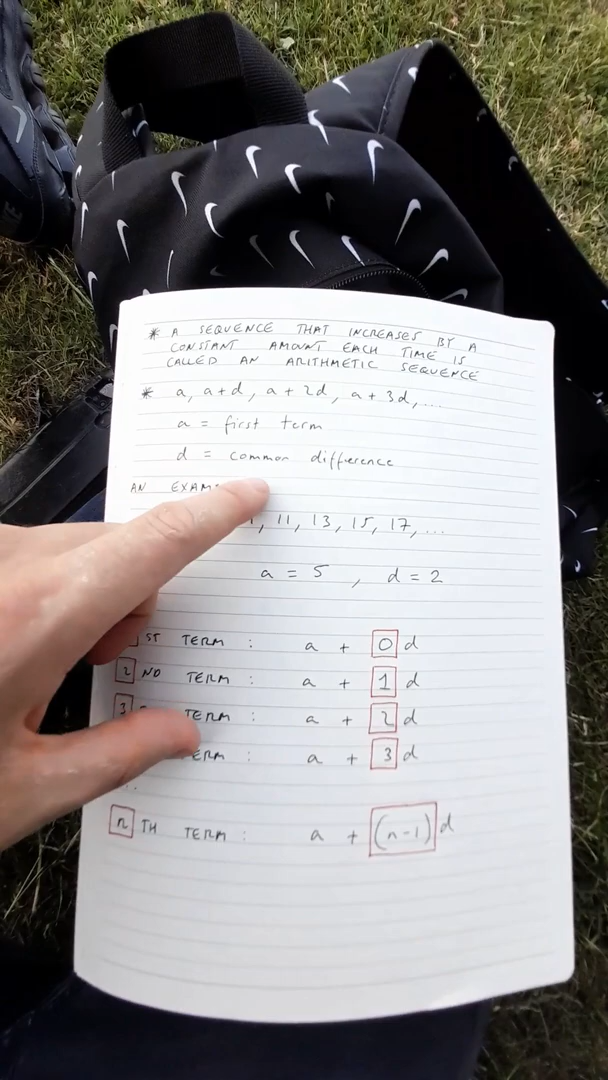 * A SEQUENCE THAT INCREASES BY A
CONSTANT AMOUNT EACH TIME IS
CALLED AN ARITHMETIC SEQUENCE
* a, a+d, a+2d, a+3d,...
a = first term
d = common difference
AN
, 11, 13, 15, 17,...
a = 5 , d = 2
ST TERM : a + 0 d
2 ND TERM : a + 1 d
3 TERM : a + 2 d
TERM : a + 3 d
n TH TERM : a + (n-1) d